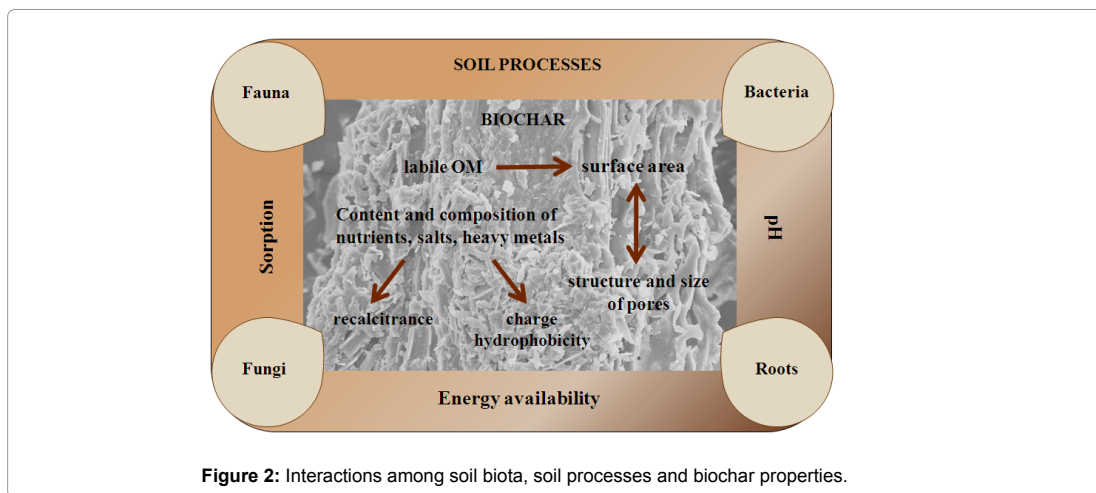 SOIL PROCESSES
Fauna
Bacteria
BIOCHAR
labile OM
surface area
Content and composition of
nutrients, salts, heavy metals
Sorption
pH
structure and size
of pores
recalcitrance
charge
hydrophobicity
Fungi
Roots
Energy availability
Figure 2: Interactions among soil biota, soil processes and biochar properties.